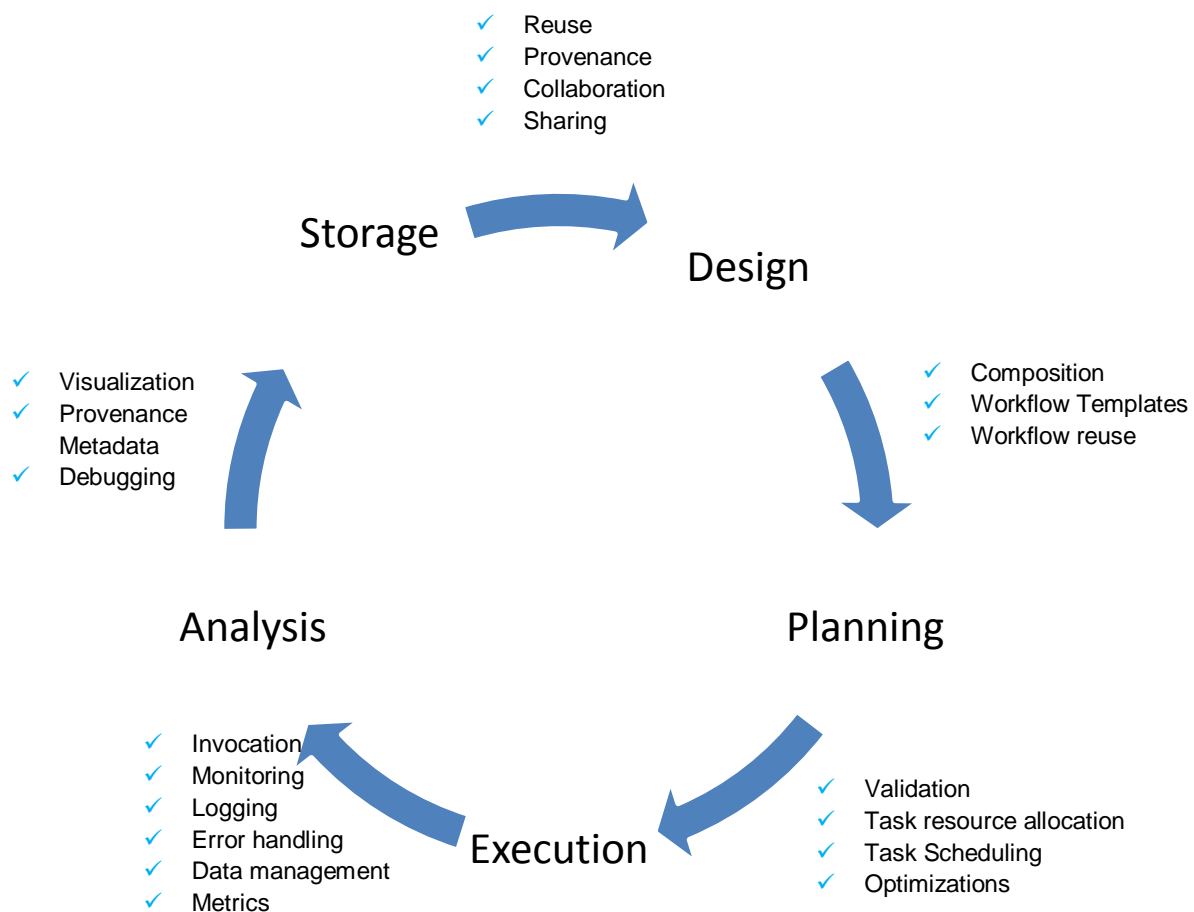 ✓ Reuse
✓ Provenance
✓ Collaboration
✓ Sharing
Storage
Design
✓ Visualization
✓ Provenance
Metadata
✓ Debugging
✓ Composition
✓ Workflow Templates
✓ Workflow reuse
Analysis
Planning
✓ Invocation
✓ Monitoring
✓ Logging
✓ Error handling
✓ Data management
✓ Metrics
Execution
✓ Validation
✓ Task resource allocation
✓ Task Scheduling
✓ Optimizations